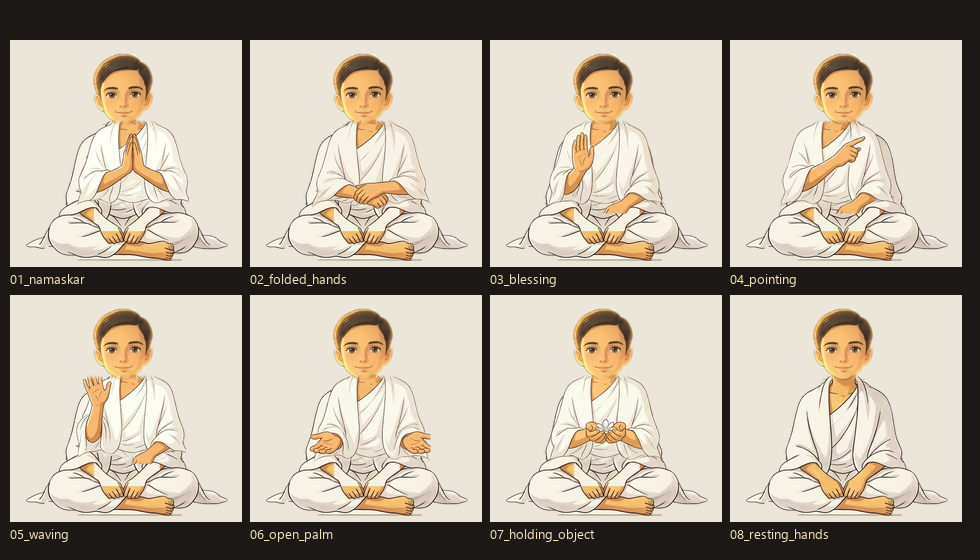 01_namaskar
02_folded_hands
03_blessing
04_pointing
05_waving
06_open_palm
07_holding_object
08_resting_hands